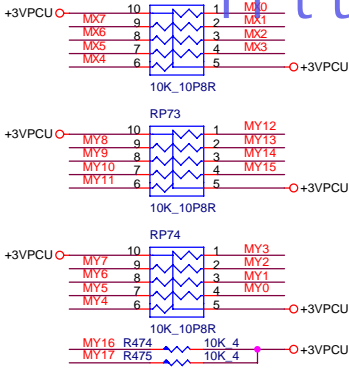 +3VPCU 10 1 MX0
MX7 9 2 MX1
MX6 8 3 MX2
MX5 7 4 MX3
MX4 6 5 +3VPCU
10K_10P8R
RP73
+3VPCU 10 1 MY12
MY8 9 2 MY13
MY9 8 3 MY14
MY10 7 4 MY15
MY11 6 5 +3VPCU
10K_10P8R
RP74
+3VPCU 10 1 MY3
MY7 9 2 MY2
MY6 8 3 MY1
MY5 7 4 MY0
MY4 6 5 +3VPCU
10K_10P8R
MY16 R474 10K_4 +3VPCU
MY17 R475 10K_4